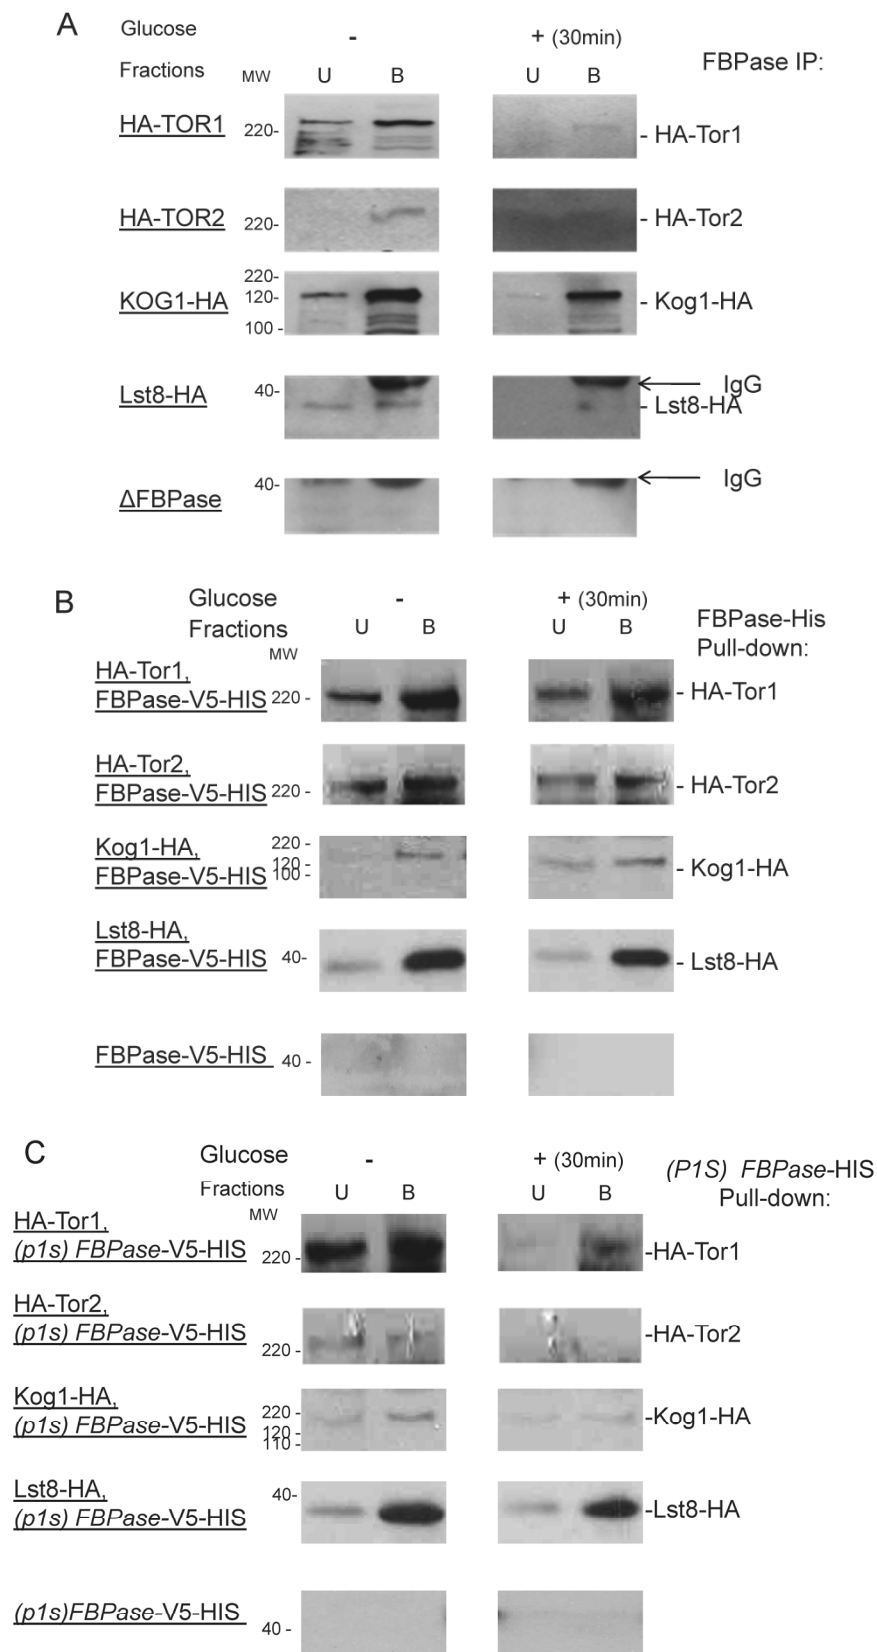 A
Glucose - + (30min)
FBPase IP:
Fractions MW U B U B
HA-TOR1 220- - HA-Tor1
HA-TOR2 220- - HA-Tor2
220-
KOG1-HA 120- - Kog1-HA
100 -
40- IgG
Lst8-HA - Lst8-HA
40- IgG
ΔFBPase
B
Glucose - + (30min) FBPase-His
Fractions U B U B Pull-down:
MW
HA-Tor1,
FBPase-V5-HIS 220 - - HA-Tor1
HA-Tor2,
FBPase-V5-HIS 220 - - HA-Tor2
Kog1-HA, 220 -
120 -
FBPase-V5-HIS 100 - - Kog1-HA
Lst8-HA,
FBPase-V5-HIS 40- - Lst8-HA
FBPase-V5-HIS 40 -
C
Glucose - + (30min) (P1S) FBPase-HIS
Fractions U B U B Pull-down:
MW
HA-Tor1,
(p1s) FBPase-V5-HIS 220 - -HA-Tor1
HA-Tor2,
(p1s) FBPase-V5-HIS 220 - -HA-Tor2
Kog1-HA, 220 -
(p1s) FBPase-V5-HIS 120 - -Kog1-HA
110 -
Lst8-HA, 40-
(p1s) FBPase-V5-HIS -Lst8-HA
(p1s)FBPase-V5-HIS 40 -